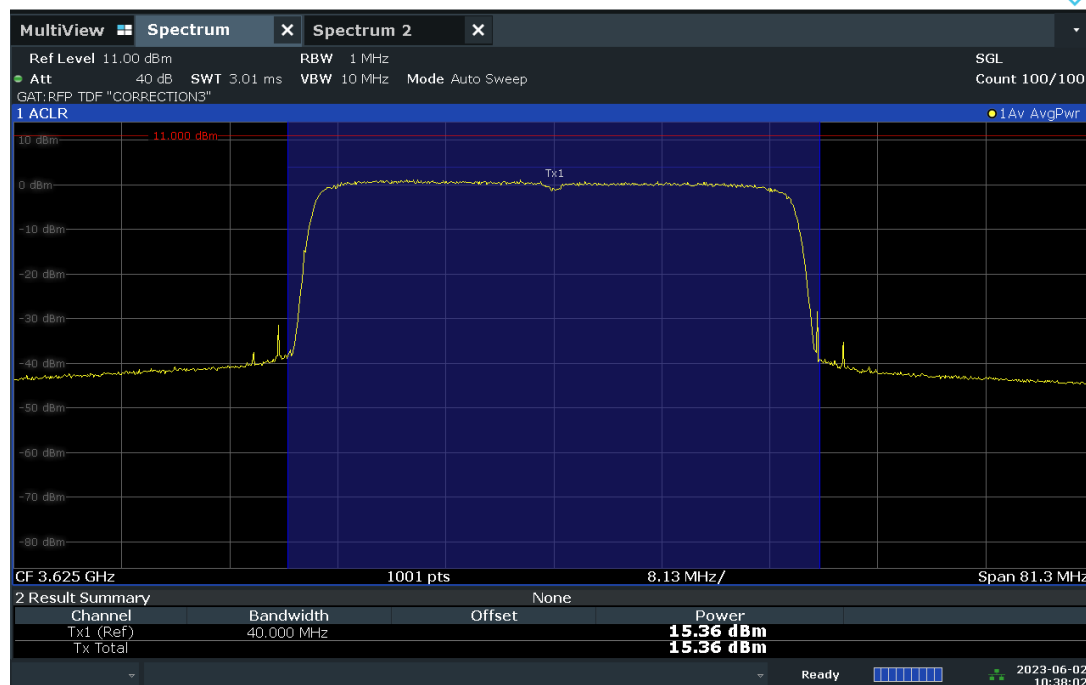 MultiView Spectrum X Spectrum 2 X
Ref Level 11.00 dBm RBW 1 MHz SGL
Att 40 dB SWT 3.01 ms VBW 10 MHz Mode Auto Sweep Count 100/100
GAT:RFP TDF "CORRECTION3"
1 ACLR 1Av AvgPwr
10 dBm 11.000 dBm
Tx1
0 dBm
-10 dBm
-20 dBm
-30 dBm
-40 dBm
-50 dBm
-60 dBm
-70 dBm
-80 dBm
CF 3.625 GHz 1001 pts 8.13 MHz/ Span 81.3 MHz
2 Result Summary None
Channel Bandwidth Offset Power
Tx1 (Ref) 40.000 MHz 15.36 dBm
Tx Total 15.36 dBm
Ready 2023-06-02
10:38:02